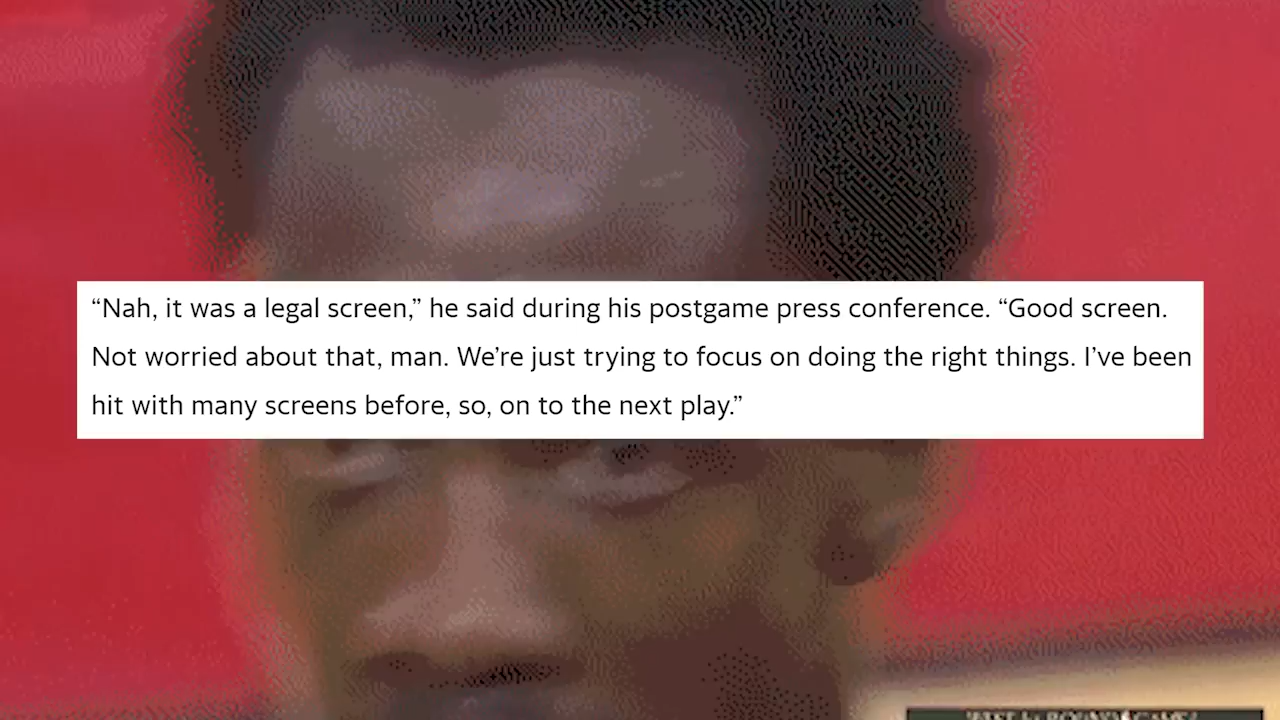 “Nah, it was a legal screen,” he said during his postgame press conference. “Good screen.
Not worried about that, man. We’re just trying to focus on doing the right things. I’ve been
hit with many screens before, so, on to the next play.”